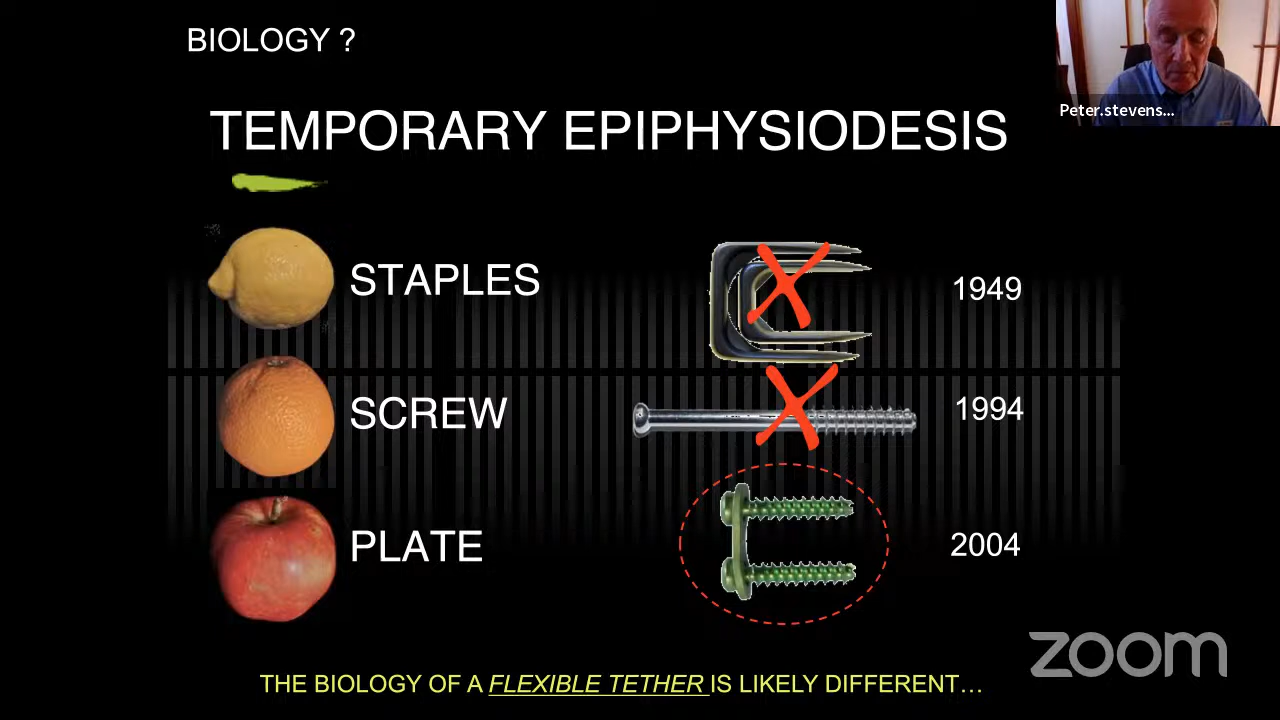 BIOLOGY ?
Peter.stevens...
TEMPORARY EPIPHYSIODESIS
STAPLES
1949
SCREW
1994
PLATE
2004
zoom
THE BIOLOGY OF A FLEXIBLE TETHER IS LIKELY DIFFERENT…